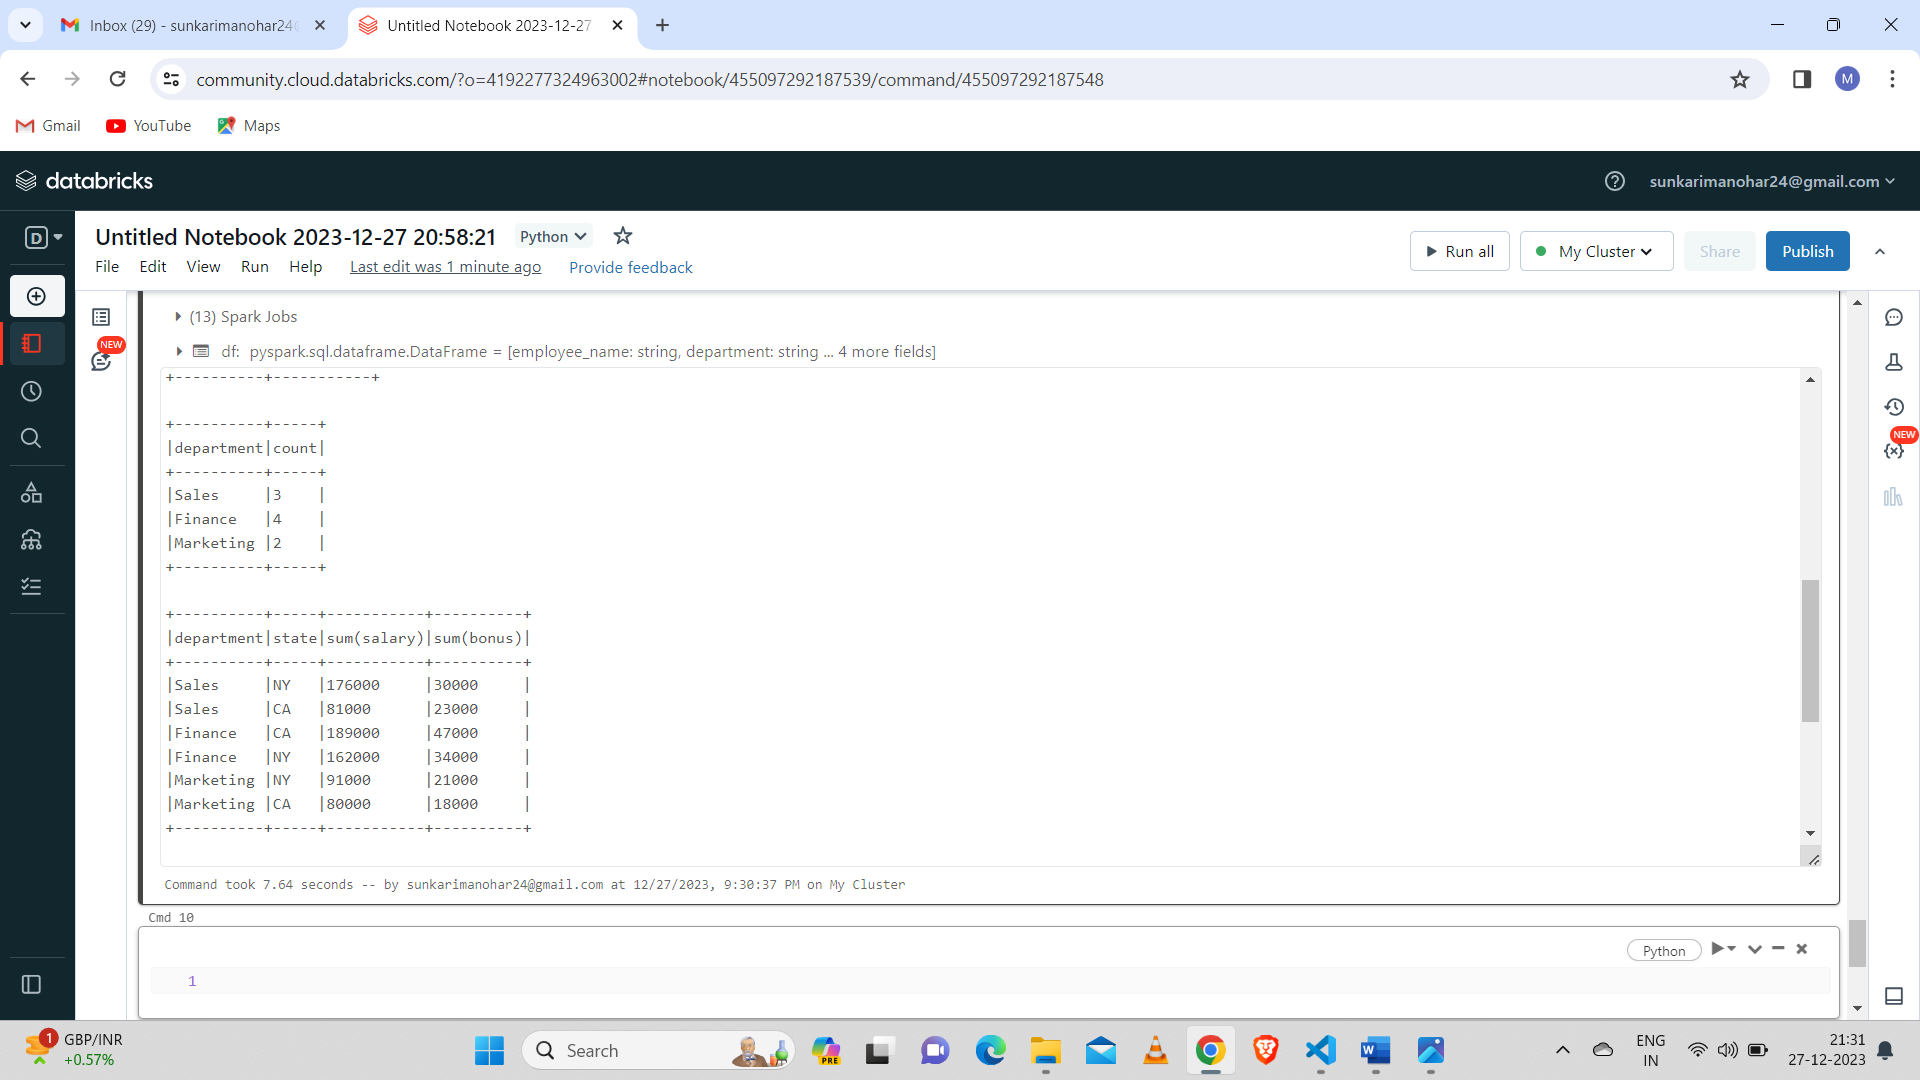 Inbox (29) - sunkarimanohar24
Untitled Notebook 2023-12-27
community.cloud.databricks.com/?o=4192277324963002#notebook/455097292187539/command/455097292187548
M
Gmail
YouTube
Maps
databricks
sunkarimanohar24@gmail.com
D
Untitled Notebook 2023-12-27 20:58:21
Python
File
Edit
View
Run
Help
Last edit was 1 minute ago
Provide feedback
Run all
My Cluster
Share
Publish
NEW
NEW
(13) Spark Jobs
df: pyspark.sql.dataframe.DataFrame = [employee_name: string, department: string ... 4 more fields]
+----------+-----------+
+----------+-----+
|department|count|
+----------+-----+
|Sales     |3    |
|Finance   |4    |
|Marketing |2    |
+----------+-----+
+----------+-----+-----------+----------+
|department|state|sum(salary)|sum(bonus)|
+----------+-----+-----------+----------+
|Sales     |NY   |176000     |30000     |
|Sales     |CA   |81000      |23000     |
|Finance   |CA   |189000     |47000     |
|Finance   |NY   |162000     |34000     |
|Marketing |NY   |91000      |21000     |
|Marketing |CA   |80000      |18000     |
+----------+-----+-----------+----------+
Command took 7.64 seconds -- by sunkarimanohar24@gmail.com at 12/27/2023, 9:30:37 PM on My Cluster
Cmd 10
Python
1
1
GBP/INR
+0.57%
Search
PRE
ENG
IN
21:31
27-12-2023